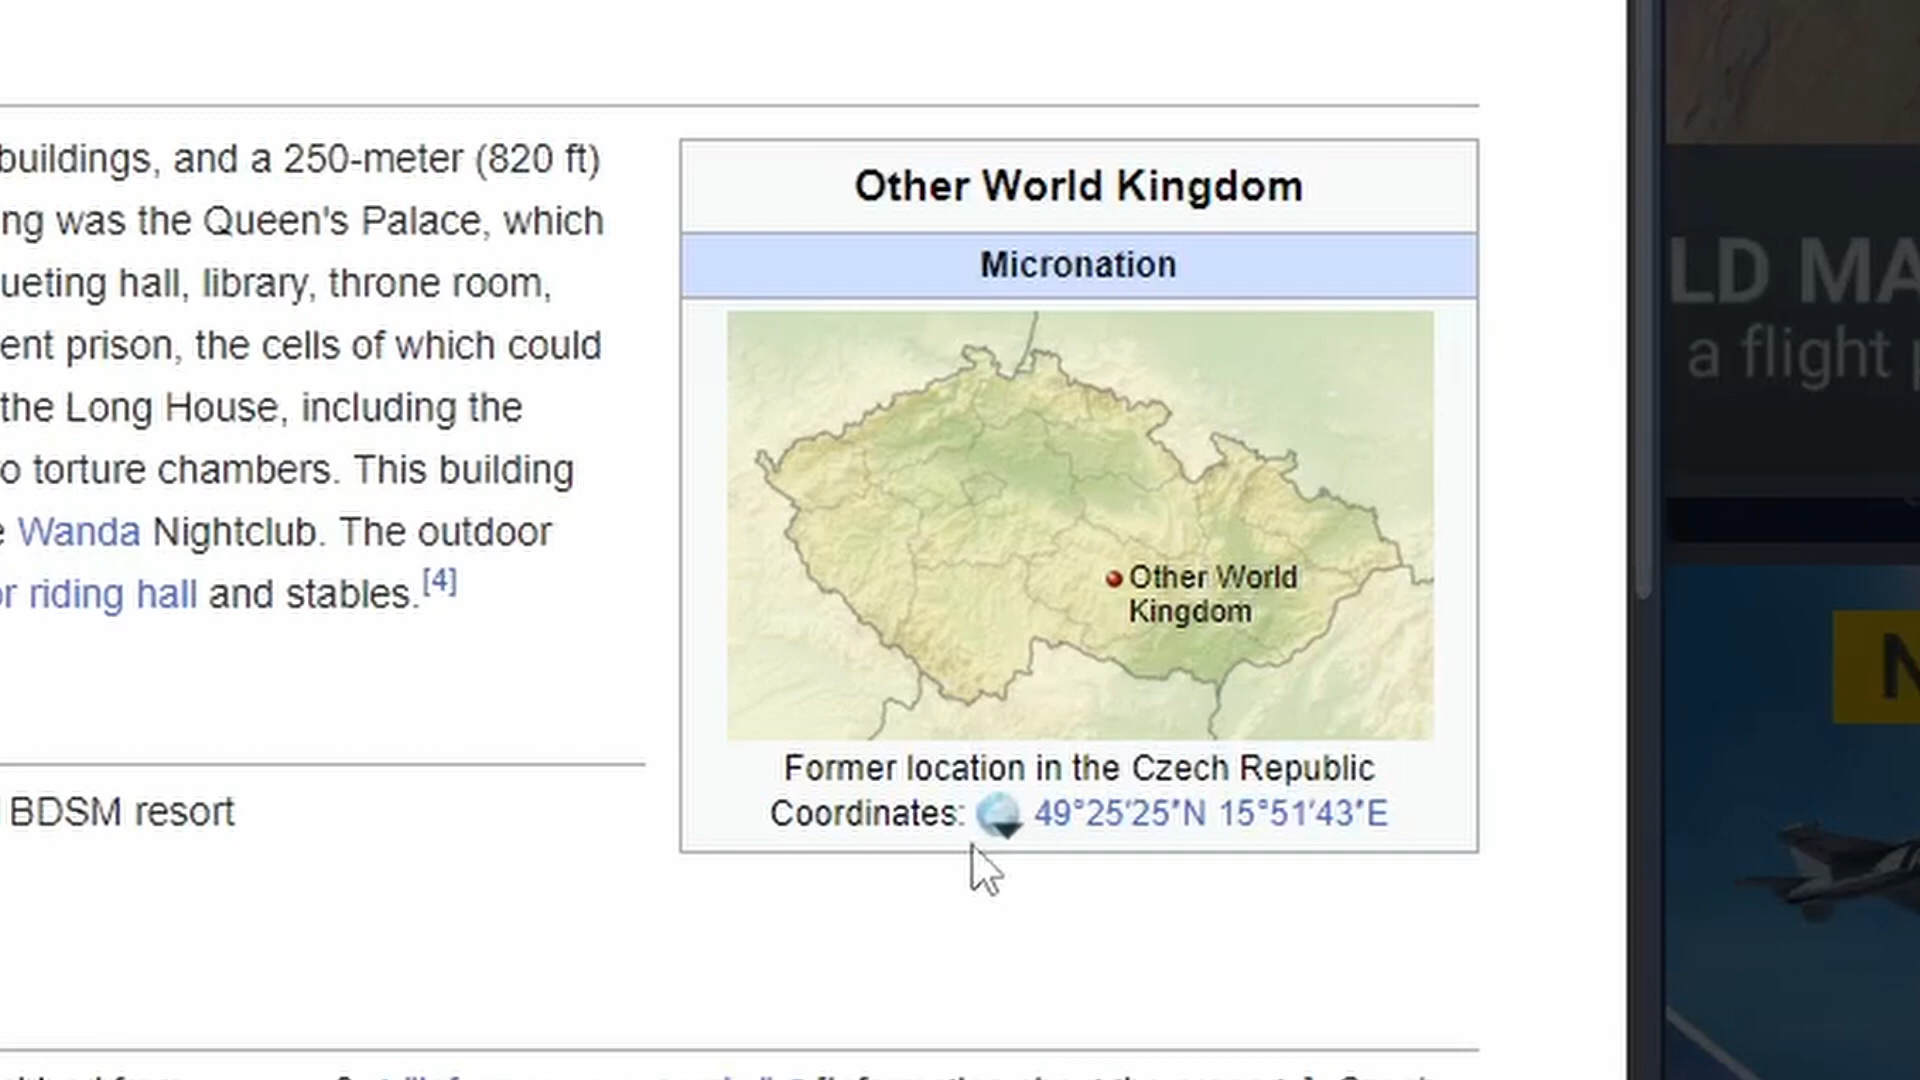 buildings, and a 250-meter (820 ft)
ng was the Queen's Palace, which
ueting hall, library, throne room,
ent prison, the cells of which could
the Long House, including the
o torture chambers. This building
e Wanda Nightclub. The outdoor
or riding hall and stables.[4]
BDSM resort
Other World Kingdom
Micronation
Other World
Kingdom
Former location in the Czech Republic
Coordinates: 49°25′25″N 15°51′43″E
LD MA
a flight p
N